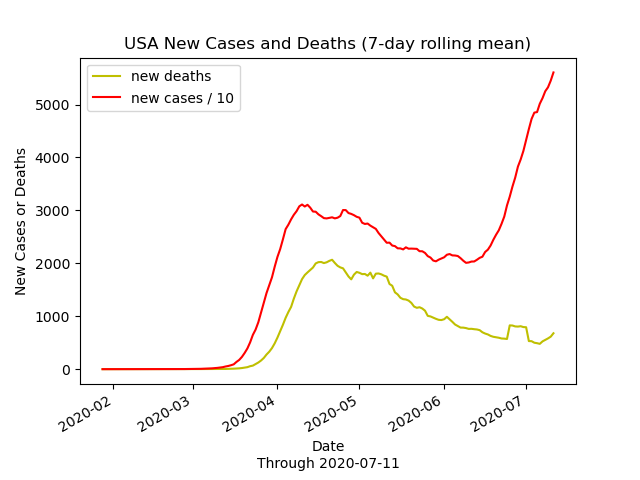 USA New Cases and Deaths (7-day rolling mean)
new deaths
new cases / 10
5000
4000
3000
2000
1000
0
New Cases or Deaths
2020-02
2020-03
2020-04
2020-05
2020-06
2020-07
Date
Through 2020-07-11